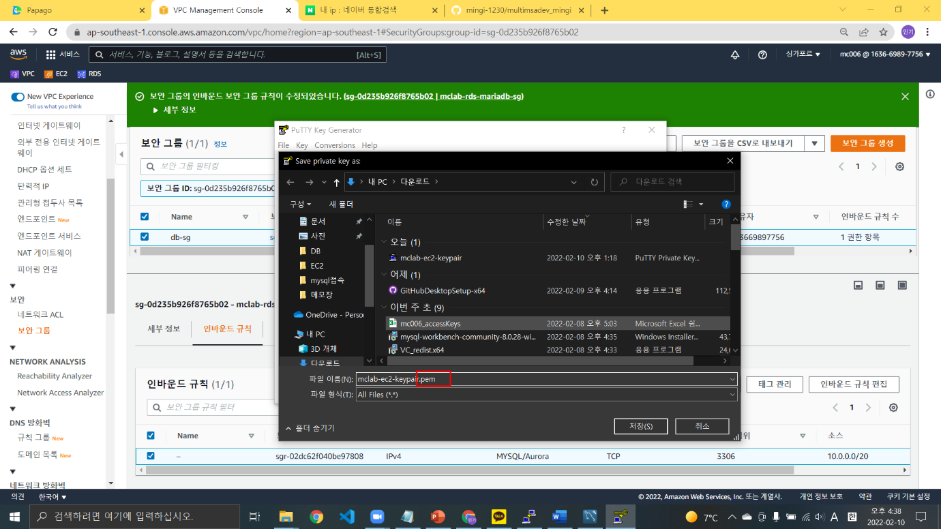 Papago
VPC Management Console
내 ip : 네이버 통합검색
mingi-1230/multimsadev_mingi
ap-southeast-1.console.aws.amazon.com/vpc/home?region=ap-southeast-1#SecurityGroups:group-id=sg-0d235b926f8765b02
aws
서비스
서비스, 기능, 블로그, 설명서 등을 검색합니다.
[Alt+S]
싱가포르
mc006 @ 1636-6989-7756
VPC
EC2
RDS
New VPC Experience
Tell us what you think
인터넷 게이트웨이
외부 전용 인터넷 게이트웨이
DHCP 옵션 세트
탄력적 IP
관리형 접두사 목록
엔드포인트 New
엔드포인트 서비스
NAT 게이트웨이
피어링 연결
보안
네트워크 ACL
보안 그룹
NETWORK ANALYSIS
Reachability Analyzer
Network Access Analyzer
DNS 방화벽
규칙 그룹 New
도메인 목록 New
네트워크 방화벽
보안 그룹의 인바운드 보안 그룹 규칙이 수정되었습니다. (sg-0d235b926f8765b02 | mclab-rds-mariadb-sg)
세부 정보
보안 그룹 (1/1) 정보
보안 그룹을 CSV로 내보내기
보안 그룹 생성
보안 그룹 필터링
보안 그룹 ID: sg-0d235b926f8765b0
1
Name
인바운드 규칙 수
db-sg
3669897756
1 권한 항목
PuTTY Key Generator
File Key Conversions Help
Save private key as:
내 PC
다운로드
다운로드 검색
구성
새 폴더
문서
사진
DB
EC2
mysql접속
메모장
OneDrive - Person
내 PC
3D 개체
다운로드
이름
수정한 날짜
유형
크기
오늘 (1)
mclab-ec2-keypair
2022-02-10 오후 1:18
PuTTY Private Key...
어제 (1)
GitHubDesktopSetup-x64
2022-02-09 오후 4:14
응용 프로그램
112,5
이번 주 초 (9)
mc006_accessKeys
2022-02-08 오후 5:03
Microsoft Excel 쉼...
mysql-workbench-community-8.0.28-wi...
2022-02-08 오후 4:35
Windows Installer...
43,7
VC_redist.x64
2022-02-08 오후 4:33
응용 프로그램
24,6
파일 이름(N):
mclab-ec2-keypair.pem
파일 형식(T):
All Files (*.*)
폴더 숨기기
저장(S)
취소
sg-0d235b926f8765b02 - mclab-rds
세부 정보
인바운드 규칙
인바운드 규칙 (1/1)
태그 관리
인바운드 규칙 편집
보안 그룹 규칙 필터
1
Name
소스
–
sgr-02dc62f040be97808
IPv4
MYSQL/Aurora
TCP
3306
10.0.0.0/20
의견
한국어
© 2022, Amazon Web Services, Inc. 또는 계열사.
개인 정보 보호
약관
쿠키 기본 설정
검색하려면 여기에 입력하십시오.
7°C
오후 4:38
2022-02-10